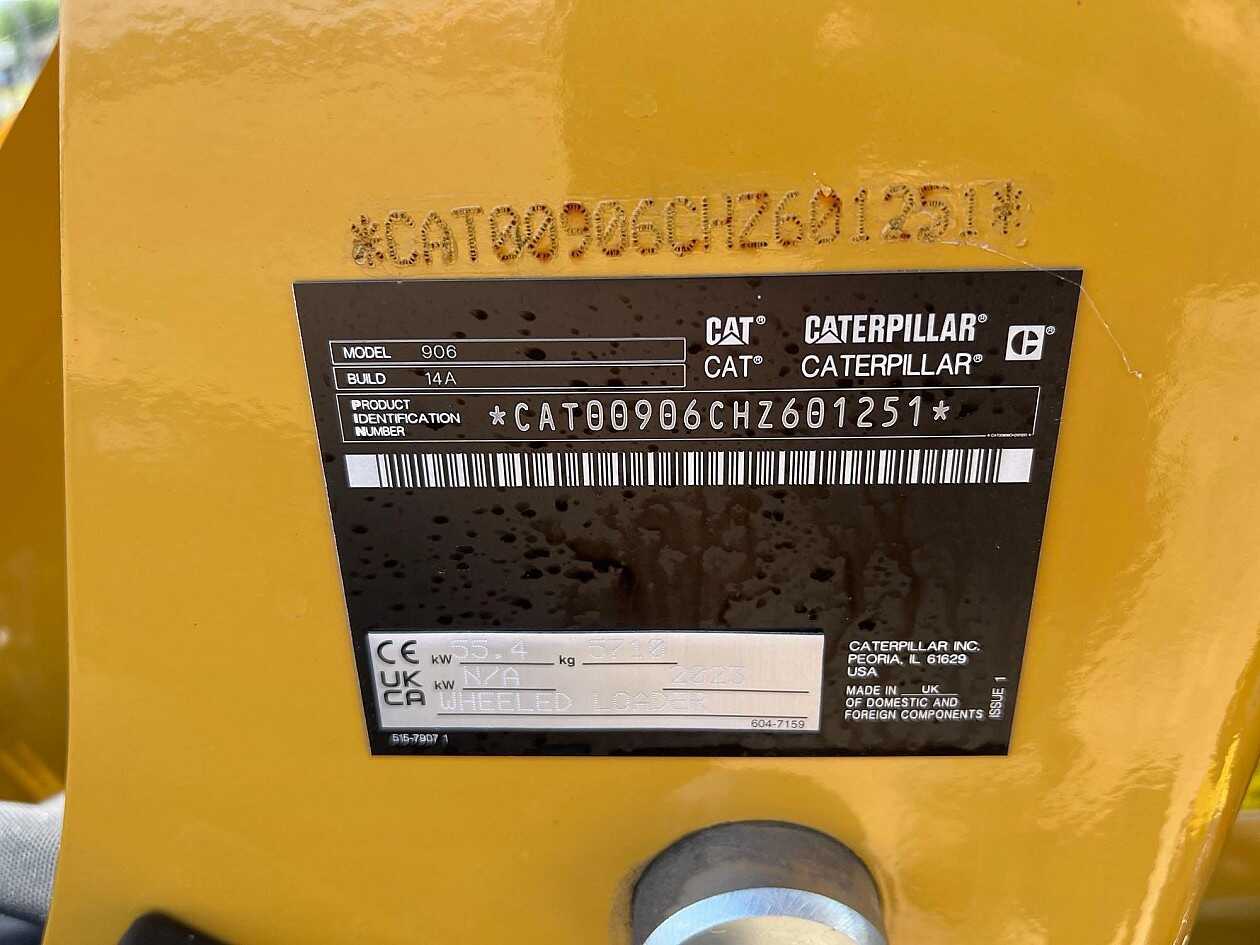 *CAT00906CHZ601251*
CAT® CATERPILLAR® ®
CAT® CATERPILLAR®
MODEL 906
BUILD 14A
PRODUCT
IDENTIFICATION
NUMBER
*CAT00906CHZ601251*
CE kW 55.4 kg 5710
UK
CA
kW N/A 2023
WHEELED LOADER
604-7159
515-7907 1
CATERPILLAR INC.
PEORIA, IL 61629
USA
MADE IN UK
OF DOMESTIC AND
FOREIGN COMPONENTS
ISSUE 1